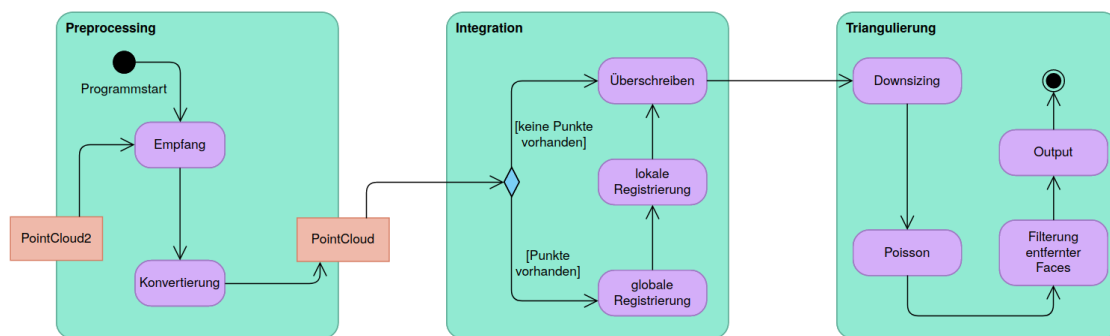 Preprocessing
Programmstart
Empfang
PointCloud2
Konvertierung
PointCloud
Integration
[keine Punkte
vorhanden]
[Punkte
vorhanden]
Überschreiben
lokale
Registrierung
globale
Registrierung
Triangulierung
Downsizing
Poisson
Output
Filterung
entfernter
Faces